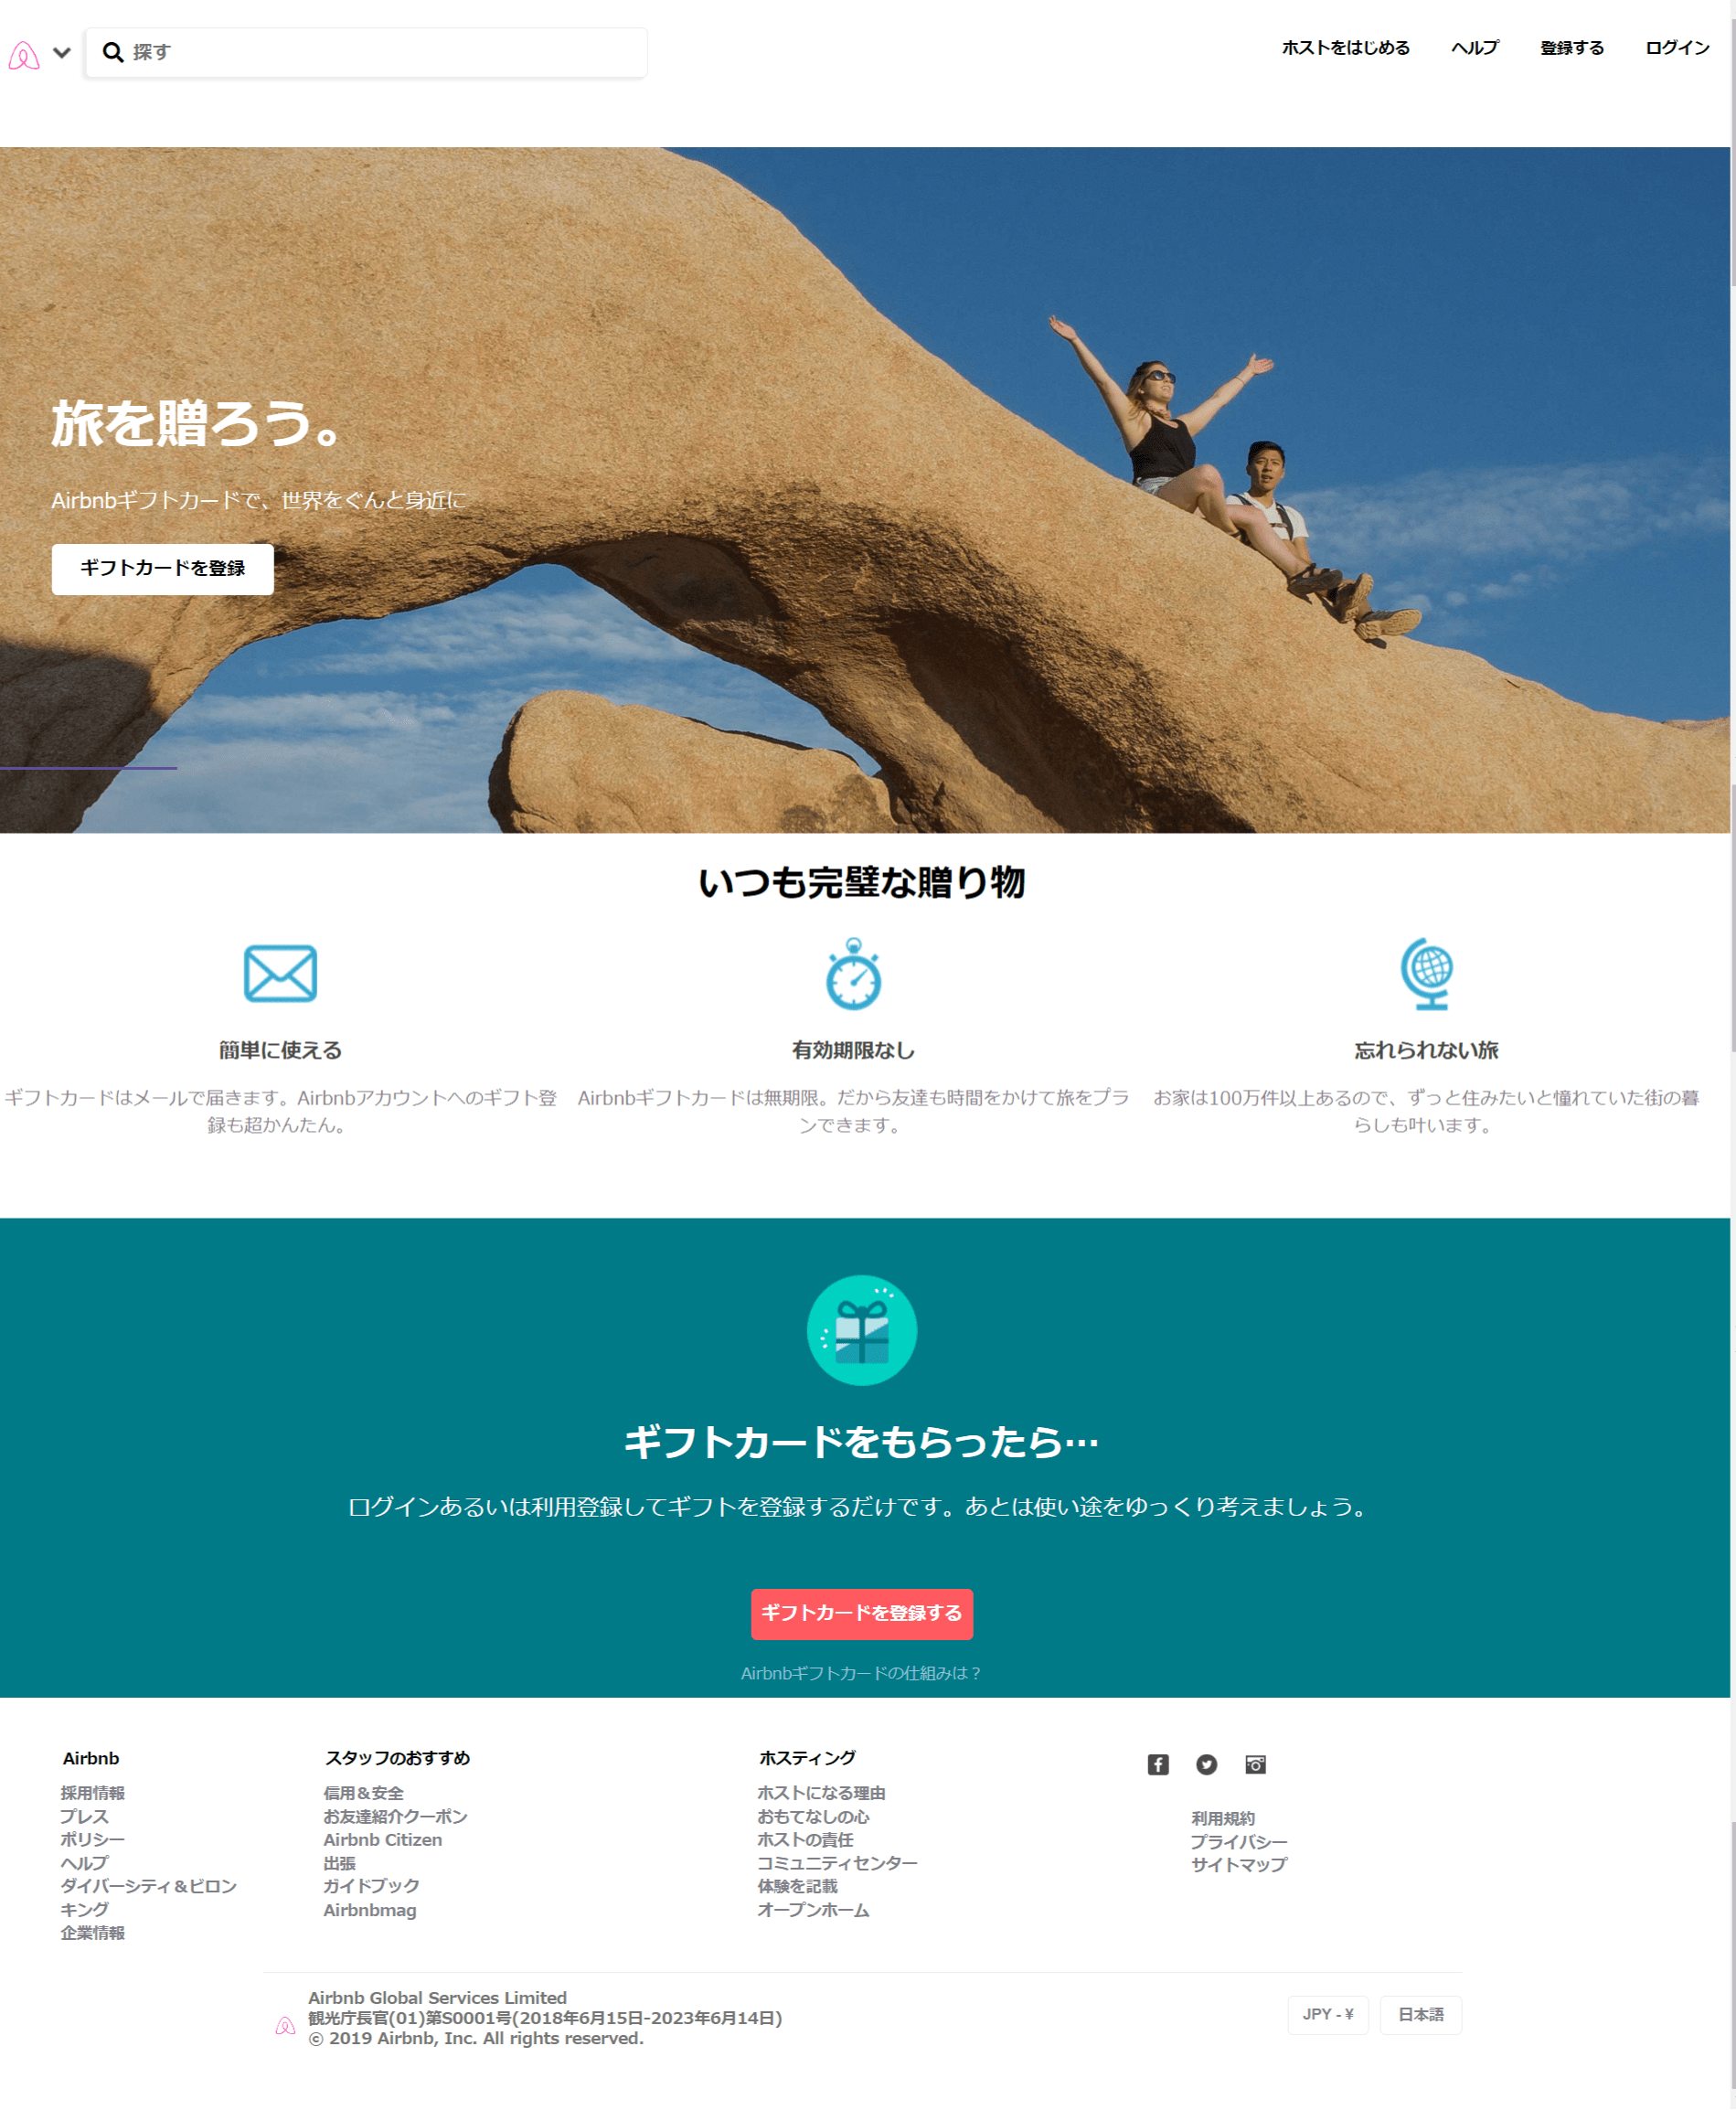 探す
ホストをはじめる ヘルプ 登録する ログイン
旅を贈ろう。
Airbnbギフトカードで、世界をぐんと身近に
ギフトカードを登録
いつも完璧な贈り物
簡単に使える
ギフトカードはメールで届きます。Airbnbアカウントへのギフト登
録も超かんたん。
有効期限なし
Airbnbギフトカードは無期限。だから友達も時間をかけて旅をプラ
ンできます。
忘れられない旅
お家は100万件以上あるので、ずっと住みたいと憧れていた街の暮
らしも叶います。
ギフトカードをもらったら…
ログインあるいは利用登録してギフトを登録するだけです。あとは使い途をゆっくり考えましょう。
ギフトカードを登録する
Airbnbギフトカードの仕組みは？
Airbnb
採用情報
プレス
ポリシー
ヘルプ
ダイバーシティ＆ビロン
キング
企業情報
スタッフのおすすめ
信用＆安全
お友達紹介クーポン
Airbnb Citizen
出張
ガイドブック
Airbnbmag
ホスティング
ホストになる理由
おもてなしの心
ホストの責任
コミュニティセンター
体験を記載
オープンホーム
利用規約
プライバシー
サイトマップ
Airbnb Global Services Limited
観光庁長官(01)第S0001号(2018年6月15日-2023年6月14日)
© 2019 Airbnb, Inc. All rights reserved.
JPY - ¥
日本語